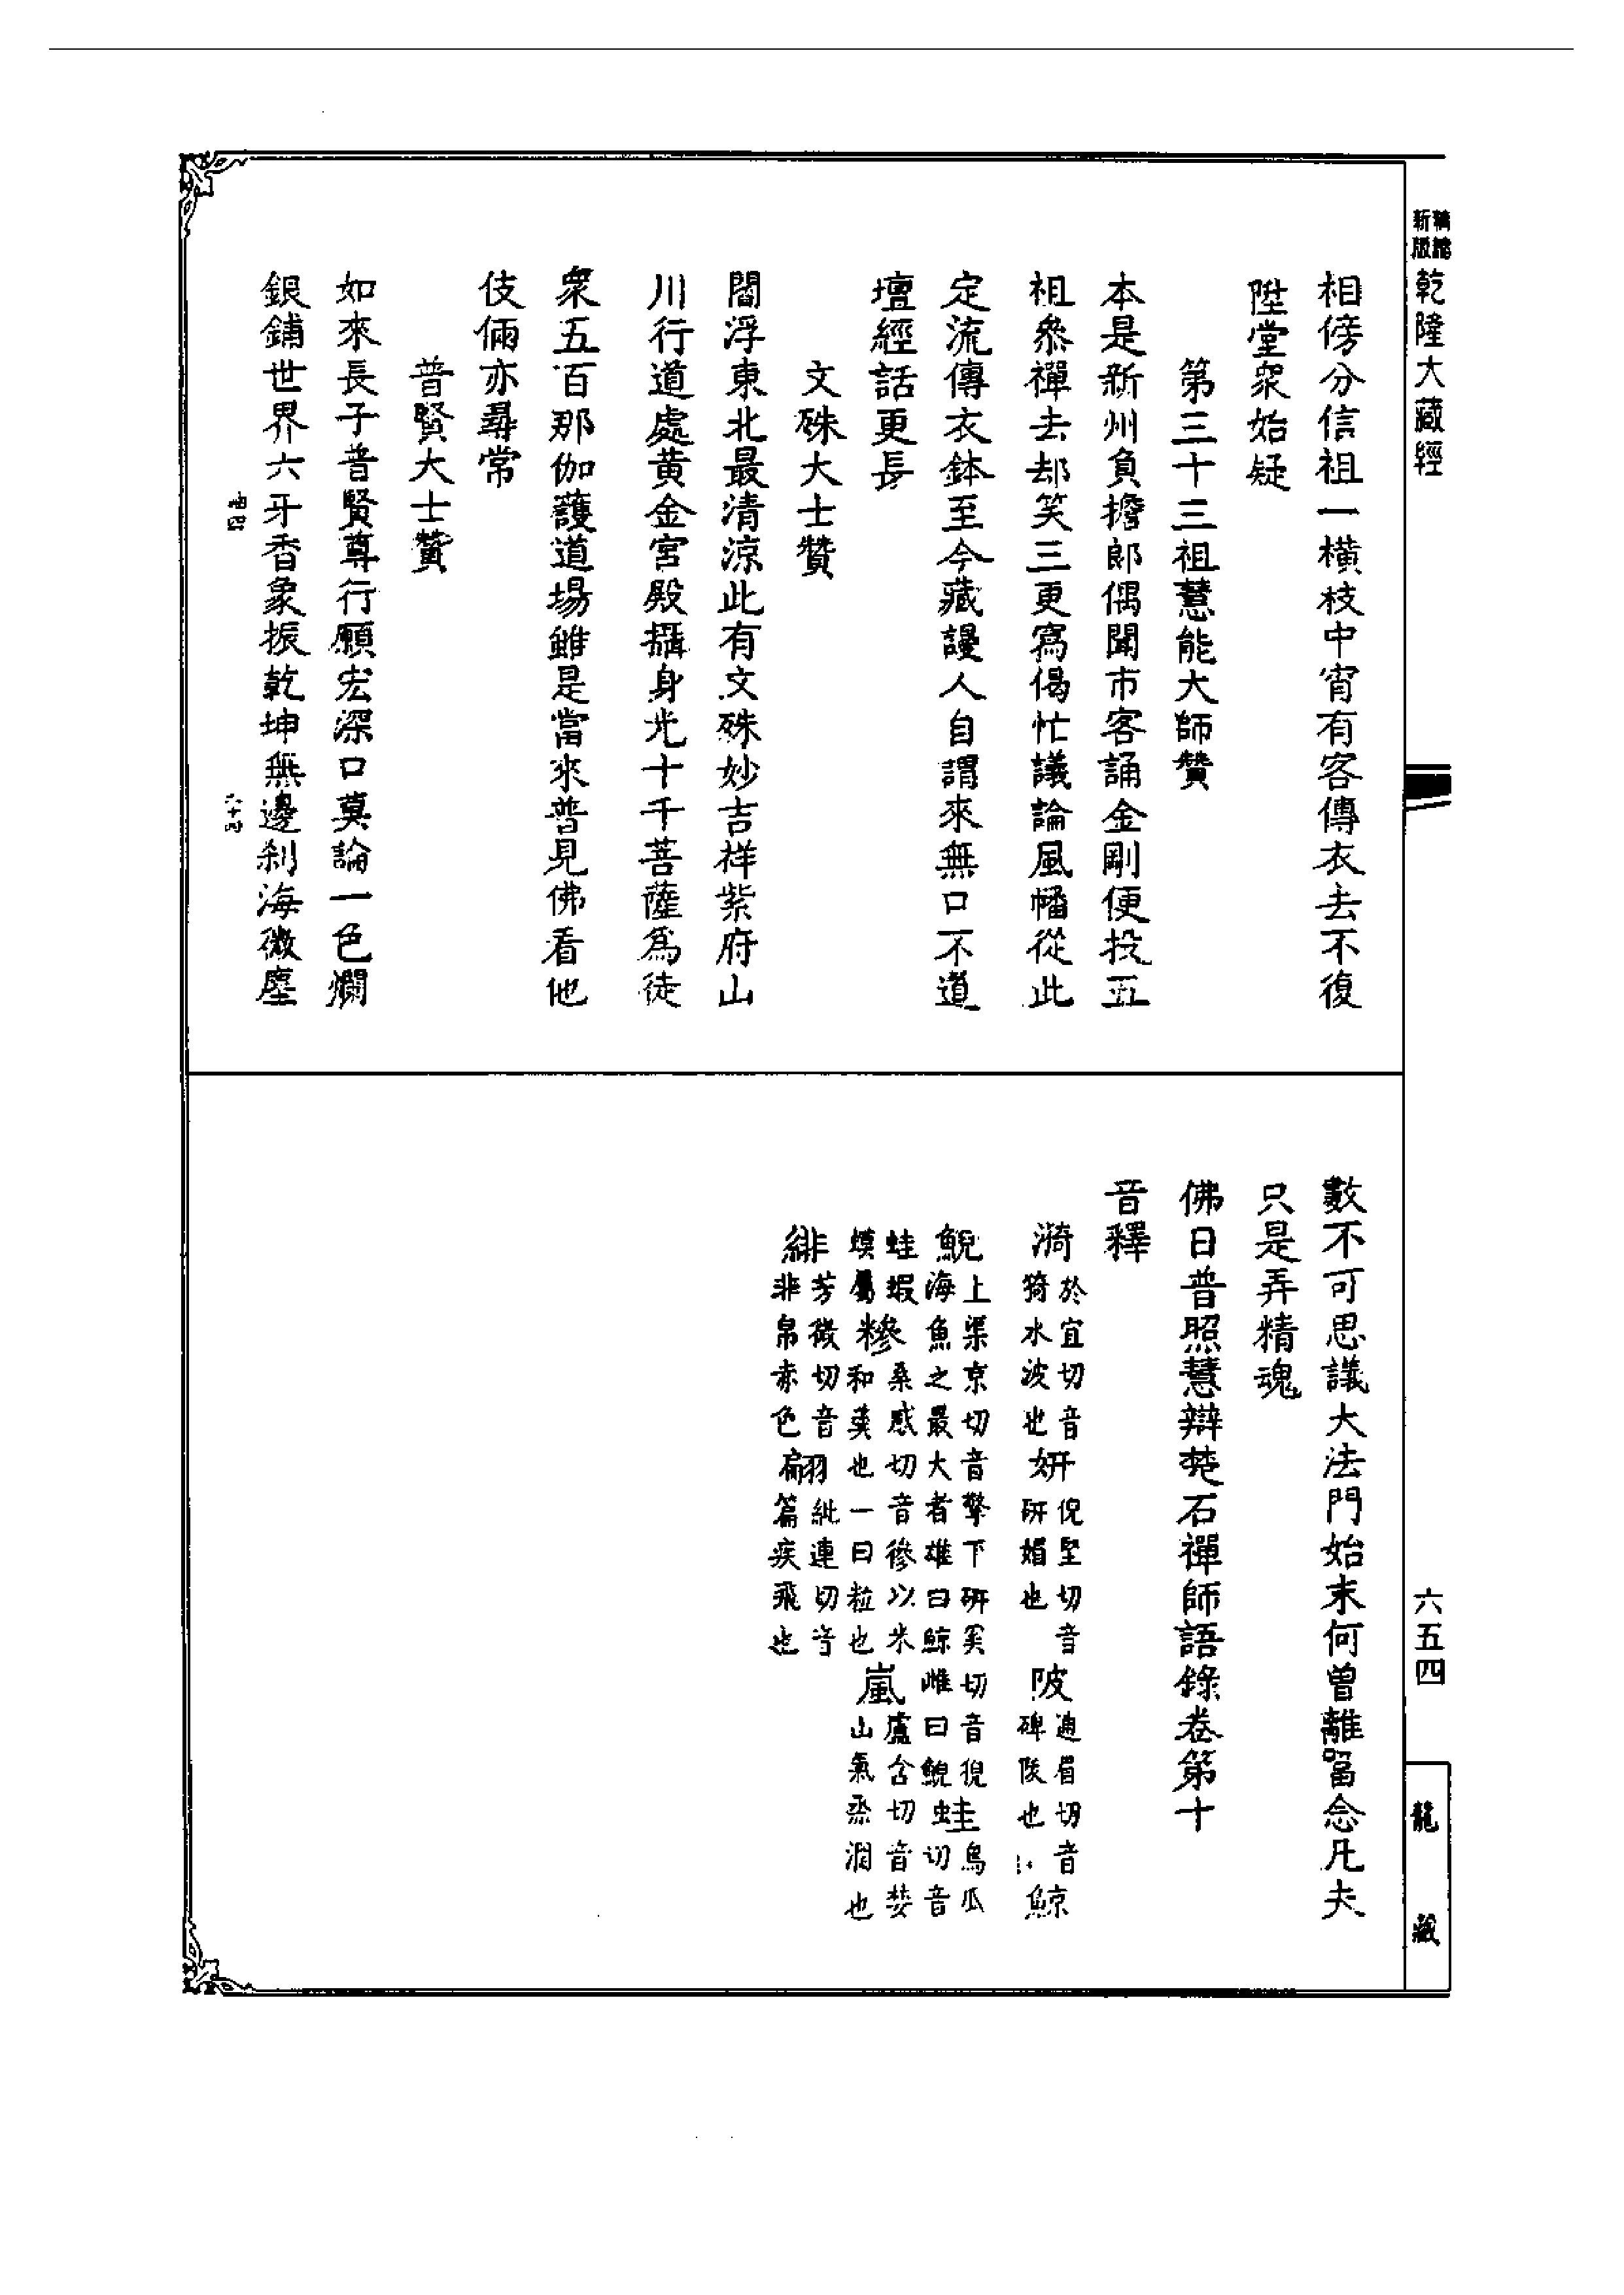 新版
精縮
乾隆大藏經
相傍分信祖一橫枝中宵有客傳衣去不復
陞堂衆始疑
第三十三祖慧能大師贊
本是新州負擔郎偶聞市客誦金剛便投五
祖叅禪去却笑三更寫偈忙議論風幡從此
定流傳衣鉢至今藏謾人自謂來無口不道
壇經話更長
文殊大士贊
閻浮東北最清涼此有文殊妙吉祥紫府山
川行道處黃金宮殿攝身光十千菩薩爲徒
衆五百那伽護道場雖是當來普見佛看他
伎倆亦尋常
普賢大士贊
如來長子普賢尊行願宏深口莫論一色爛
銀鋪世界六牙香象振乾坤無邊刹海微塵
六十四
數不可思議大法門始末何曾離當念凡夫
只是弄精魂
佛日普照慧辯楚石禪師語錄卷第十
音釋
漪於宜切音猗水波也 妍倪堅切音硏媚也 陂逋眉切音碑陂也 鯨
鯢上渠京切音擎下硏奚切音倪海魚之最大者雄曰鯨雌曰鯢 蛙烏瓜切音
蛙蝦蟆屬 糝桑感切音糝以米和羹也一曰粒也 嵐盧含切音婪山氣烝潤也
緋芳微切音非帛赤色 翩紕連切音篇疾飛也
六五四
龍藏